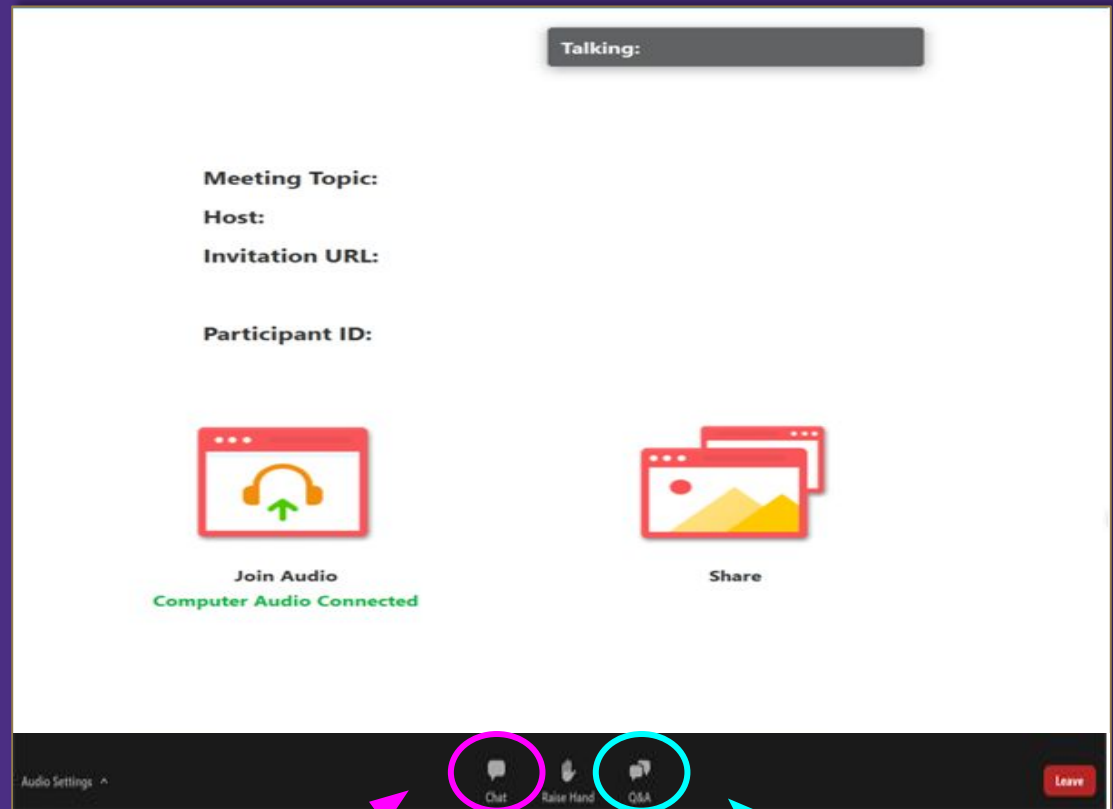 Talking:
Meeting Topic:
Host:
Invitation URL:
Participant ID:
Join Audio
Share
Computer Audio Connected
Audio Settings ^
Chat
Raise Hand
Q&A
Leave